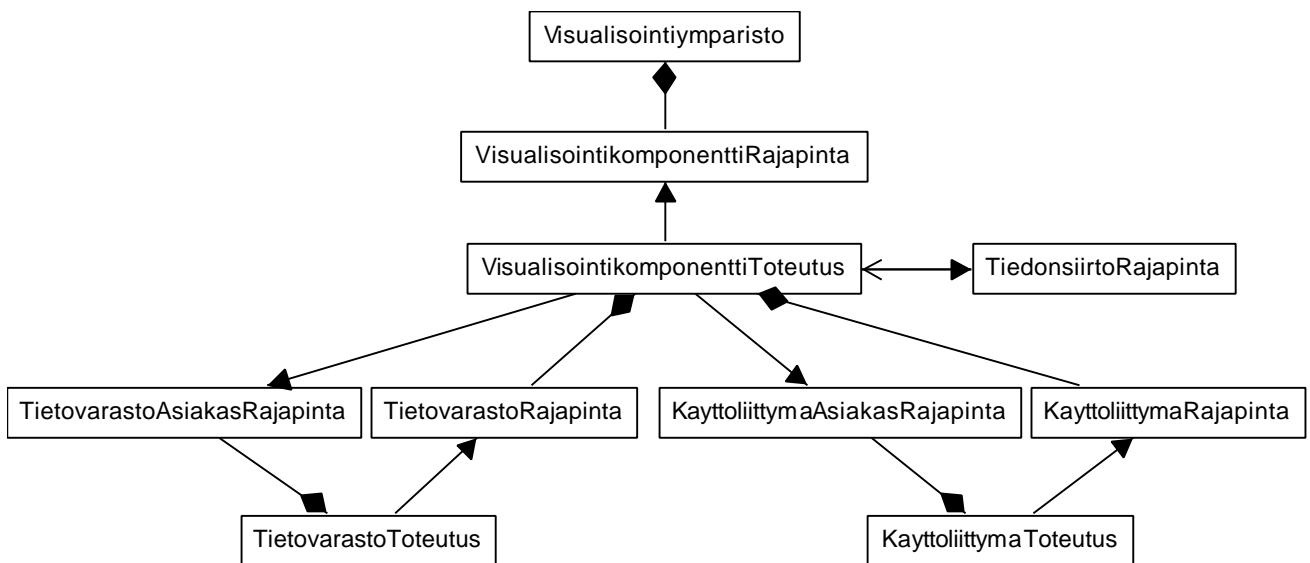 Visualisointiymparisto
VisualisointikomponenttiRajapinta
VisualisointikomponenttiToteutus
TiedonsiirtoRajapinta
TietovarastoAsiakasRajapinta
TietovarastoRajapinta
KayttoliittymaAsiakasRajapinta
KayttoliittymaRajapinta
TietovarastoToteutus
KayttoliittymaToteutus